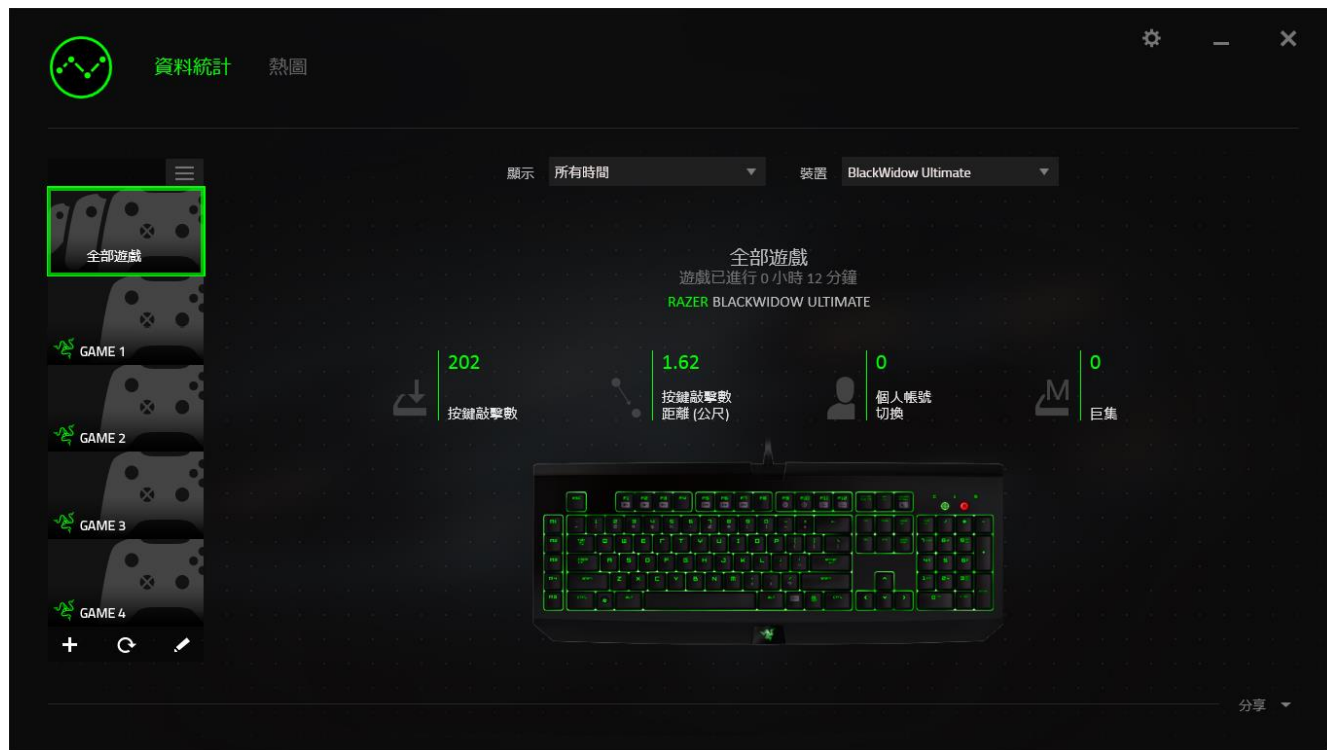 資料統計 熱圖
顯示 所有時間 裝置 BlackWidow Ultimate
全部遊戲
GAME 1
GAME 2
GAME 3
GAME 4
全部遊戲
遊戲已進行 0 小時 12 分鐘
RAZER BLACKWIDOW ULTIMATE
202
按鍵敲擊數
1.62
按鍵敲擊數
距離 (公尺)
0
個人帳號
切換
M
0
巨集
分享